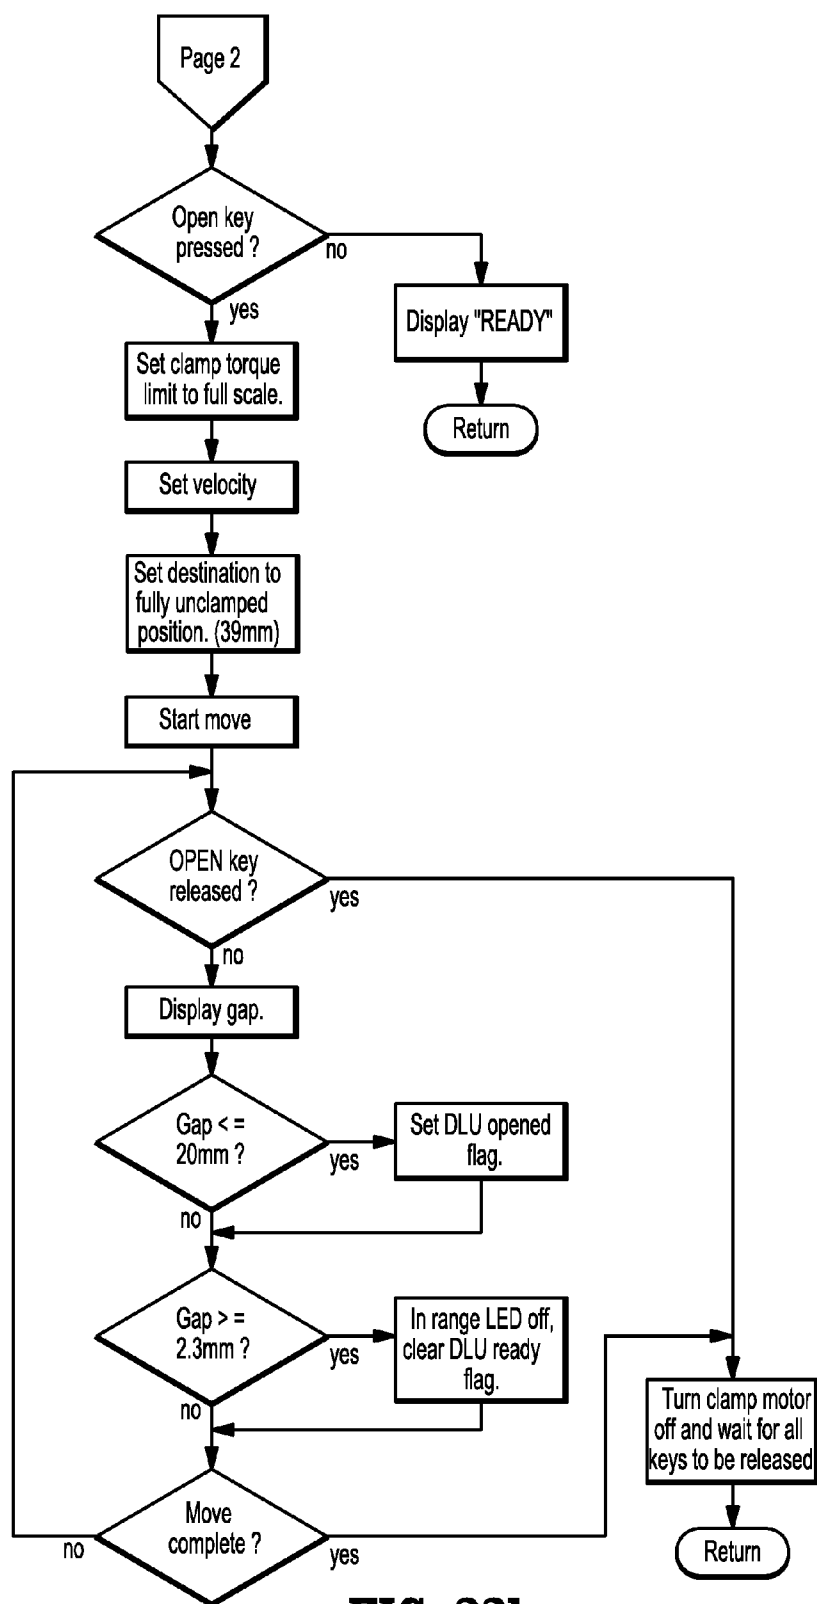 Page 2
Open key
pressed ?
no
yes
Display "READY"
Return
Set clamp torque
limit to full scale.
Set velocity
Set destination to
fully unclamped
position. (39mm)
Start move
OPEN key
released ?
yes
no
Display gap.
Gap < =
20mm ?
yes
no
Set DLU opened
flag.
Gap > =
2.3mm ?
yes
no
In range LED off,
clear DLU ready
flag.
Move
complete ?
no
yes
Turn clamp motor
off and wait for all
keys to be released
Return